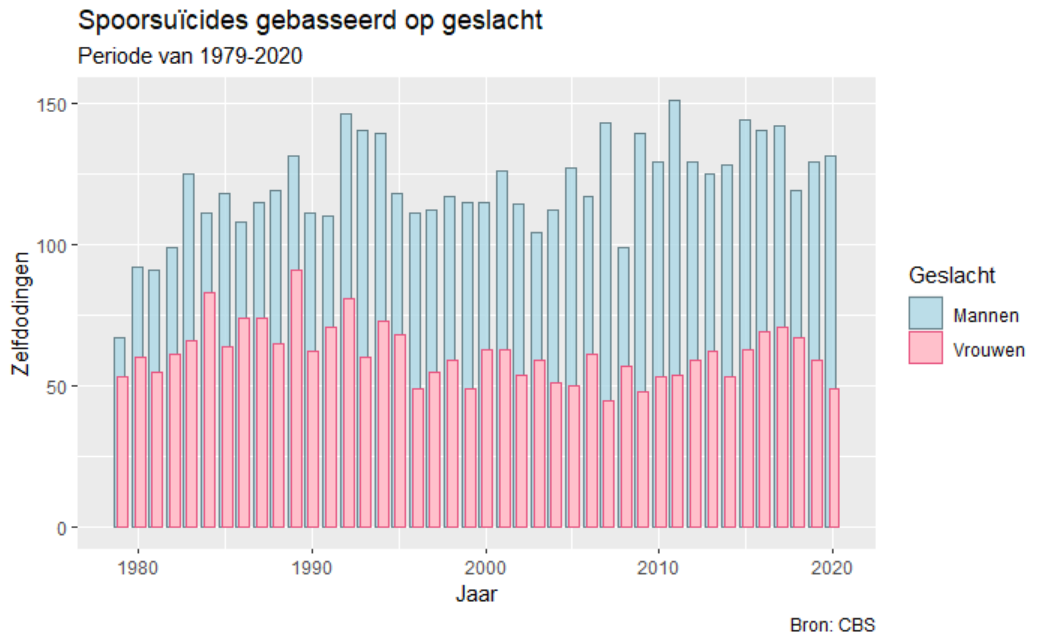 Spoorsuïcides gebasseerd op geslacht
Periode van 1979-2020
150
100
50
0
Zelfdodingen
1980 1990 2000 2010 2020
Jaar
Geslacht
Mannen
Vrouwen
Bron: CBS